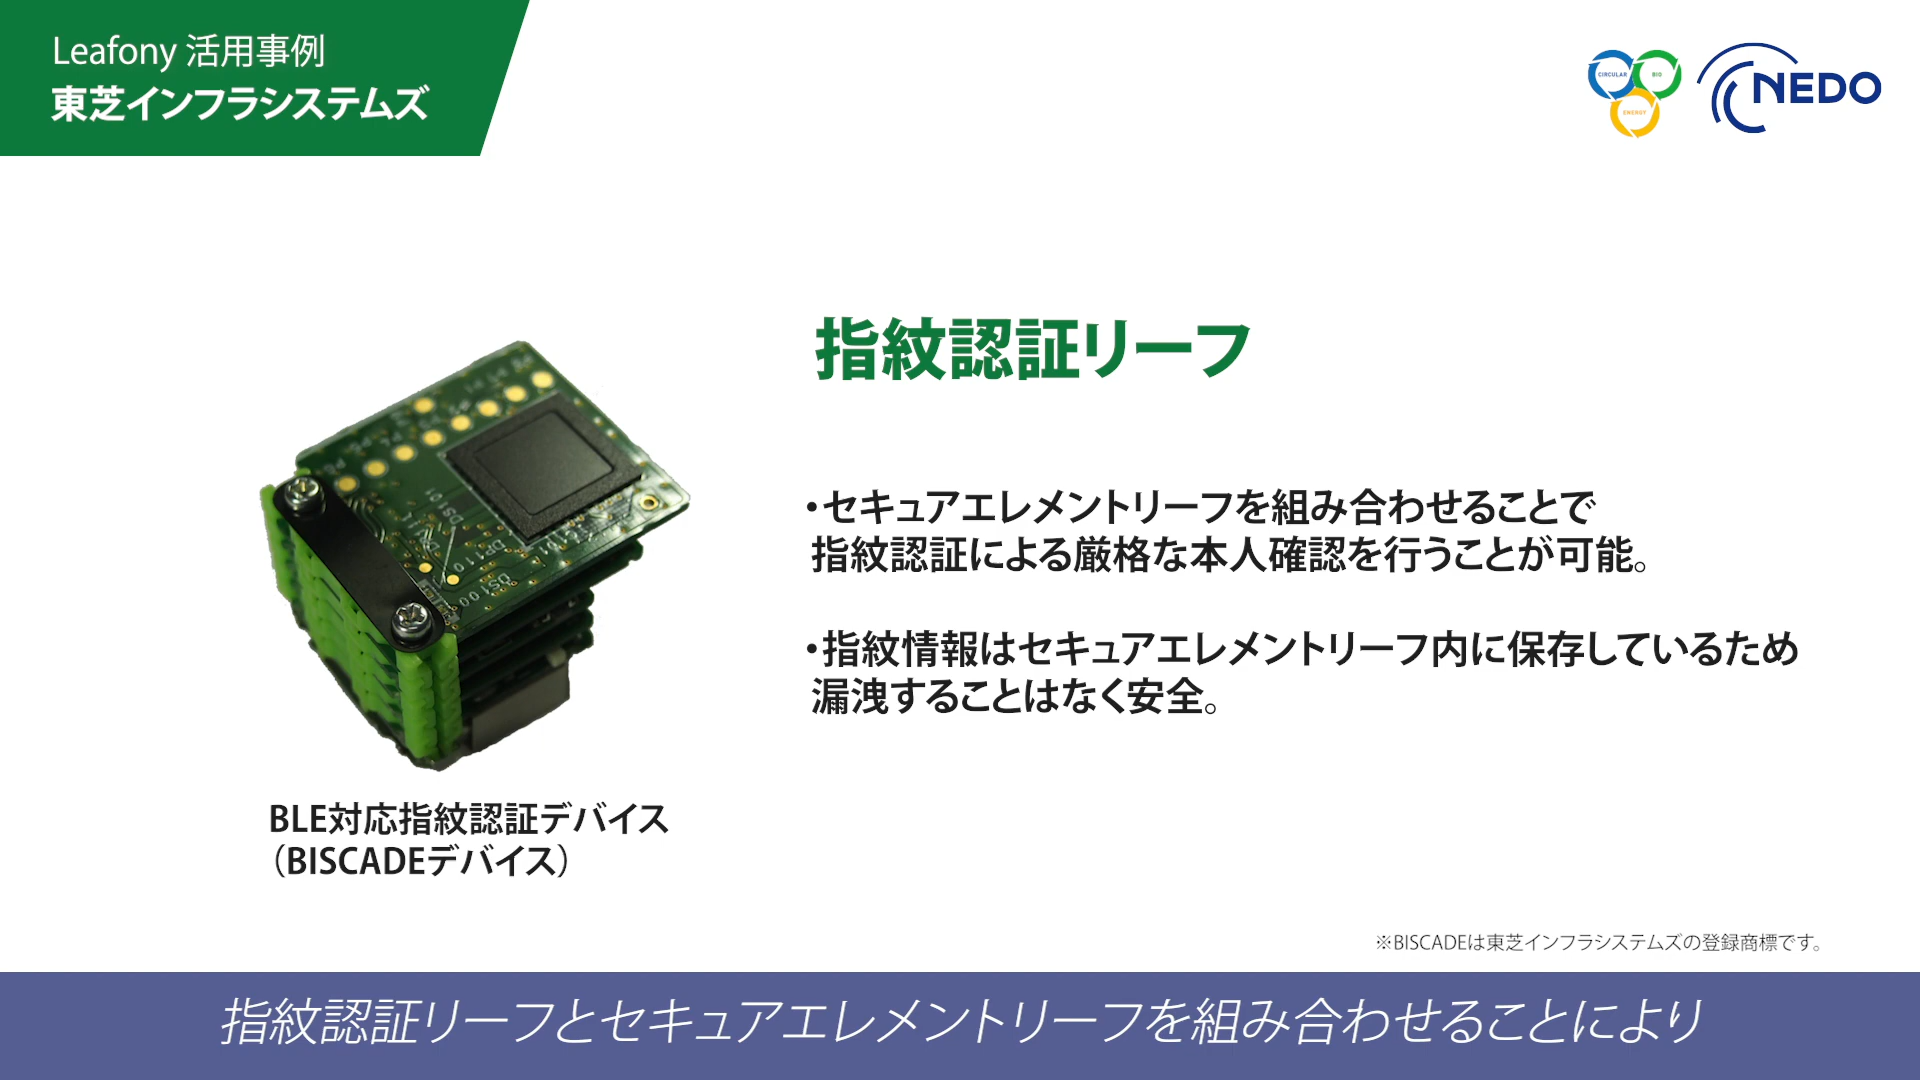 Leafony 活用事例
東芝インフラシステムズ
CIRCULAR
BIO
ENERGY
NEDO
指紋認証リーフ
・セキュアエレメントリーフを組み合わせることで
指紋認証による厳格な本人確認を行うことが可能。
・指紋情報はセキュアエレメントリーフ内に保存しているため
漏洩することはなく安全。
BLE対応指紋認証デバイス
（BISCADEデバイス）
※BISCADEは東芝インフラシステムズの登録商標です。
指紋認証リーフとセキュアエレメントリーフを組み合わせることにより